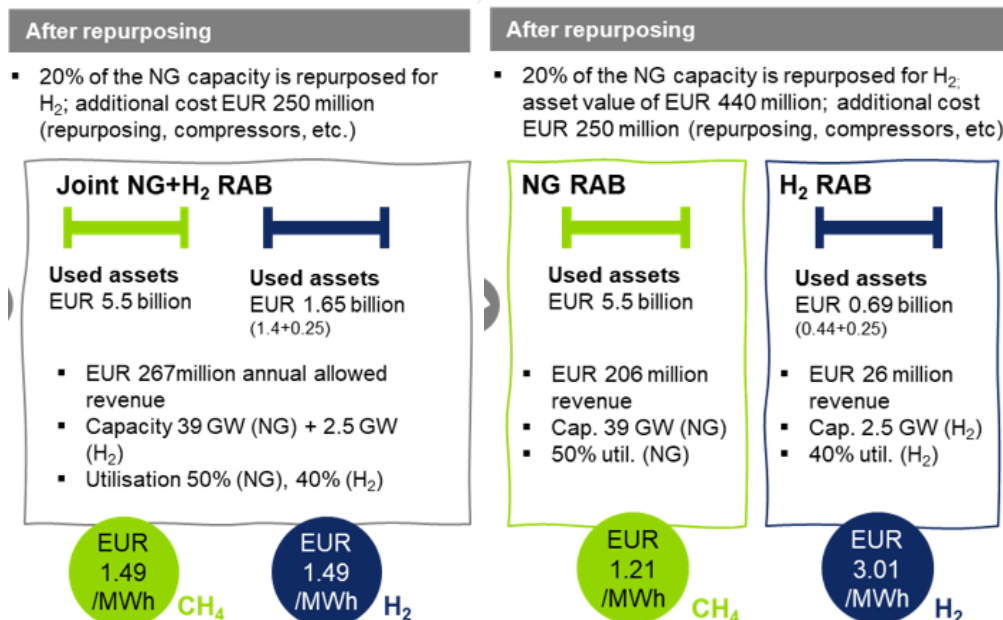 After repurposing
▪ 20% of the NG capacity is repurposed for
H₂; additional cost EUR 250 million
(repurposing, compressors, etc.)
Joint NG+H₂ RAB
Used assets
EUR 5.5 billion
Used assets
EUR 1.65 billion
(1.4+0.25)
▪ EUR 267million annual allowed
revenue
▪ Capacity 39 GW (NG) + 2.5 GW
(H₂)
▪ Utilisation 50% (NG), 40% (H₂)
EUR
1.49
/MWh
CH₄
EUR
1.49
/MWh
H₂
After repurposing
▪ 20% of the NG capacity is repurposed for H₂;
asset value of EUR 440 million; additional cost
EUR 250 million (repurposing, compressors, etc)
NG RAB
Used assets
EUR 5.5 billion
▪ EUR 206 million
revenue
▪ Cap. 39 GW (NG)
▪ 50% util. (NG)
EUR
1.21
/MWh
CH₄
H₂ RAB
Used assets
EUR 0.69 billion
(0.44+0.25)
▪ EUR 26 million
revenue
▪ Cap. 2.5 GW (H₂)
▪ 40% util. (H₂)
EUR
3.01
/MWh
H₂